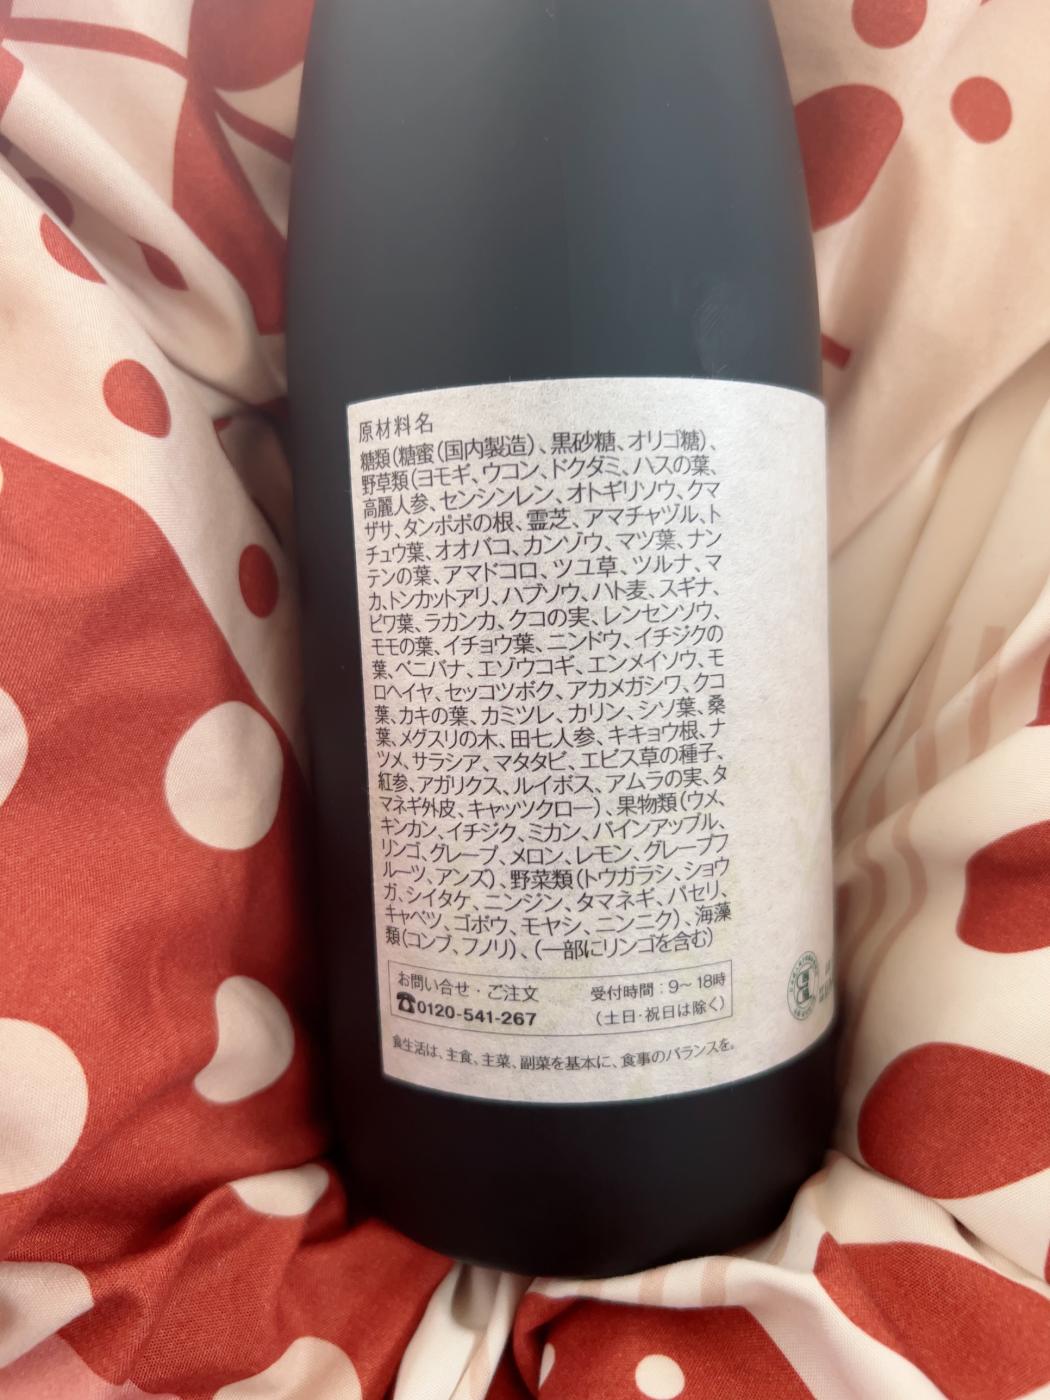 原材料名
糖類(糖蜜(国内製造)、黒砂糖、オリゴ糖)、
野草類(ヨモギ、ウコン、ドクダミ、ハスの葉、
高麗人参、センシンレン、オトギリソウ、クマ
ザサ、タンポポの根、霊芝、アマチャヅル、ト
チュウ葉、オオバコ、カンゾウ、マツ葉、ナン
テンの葉、アマドコロ、ツユ草、ツルナ、マ
カ、トンカットアリ、ハブソウ、ハト麦、スギナ、
ビワ葉、ラカンカ、クコの実、レンセンソウ、
モモの葉、イチョウ葉、ニンドウ、イチジクの
葉、ベニバナ、エゾウコギ、エンメイソウ、モ
ロヘイヤ、セッコツボク、アカメガシワ、クコ
葉、カキの葉、カミツレ、カリン、シソ葉、桑
葉、メグスリの木、田七人参、キキョウ根、ナ
ツメ、サラシア、マタタビ、エビス草の種子、
紅参、アガリクス、ルイボス、アムラの実、タ
マネギ外皮、キャッツクロー)、果物類(ウメ、
キンカン、イチジク、ミカン、パインアップル、
リンゴ、グレープ、メロン、レモン、グレープフ
ルーツ、アンズ)、野菜類(トウガラシ、ショウ
ガ、シイタケ、ニンジン、タマネギ、パセリ、
キャベツ、ゴボウ、モヤシ、ニンニク)、海藻
類(コンブ、フノリ)、(一部にリンゴを含む)
お問い合せ・ご注文 受付時間:9~18時
☎0120-541-267 (土日・祝日は除く)
食生活は、主食、主菜、副菜を基本に、食事のバランスを。